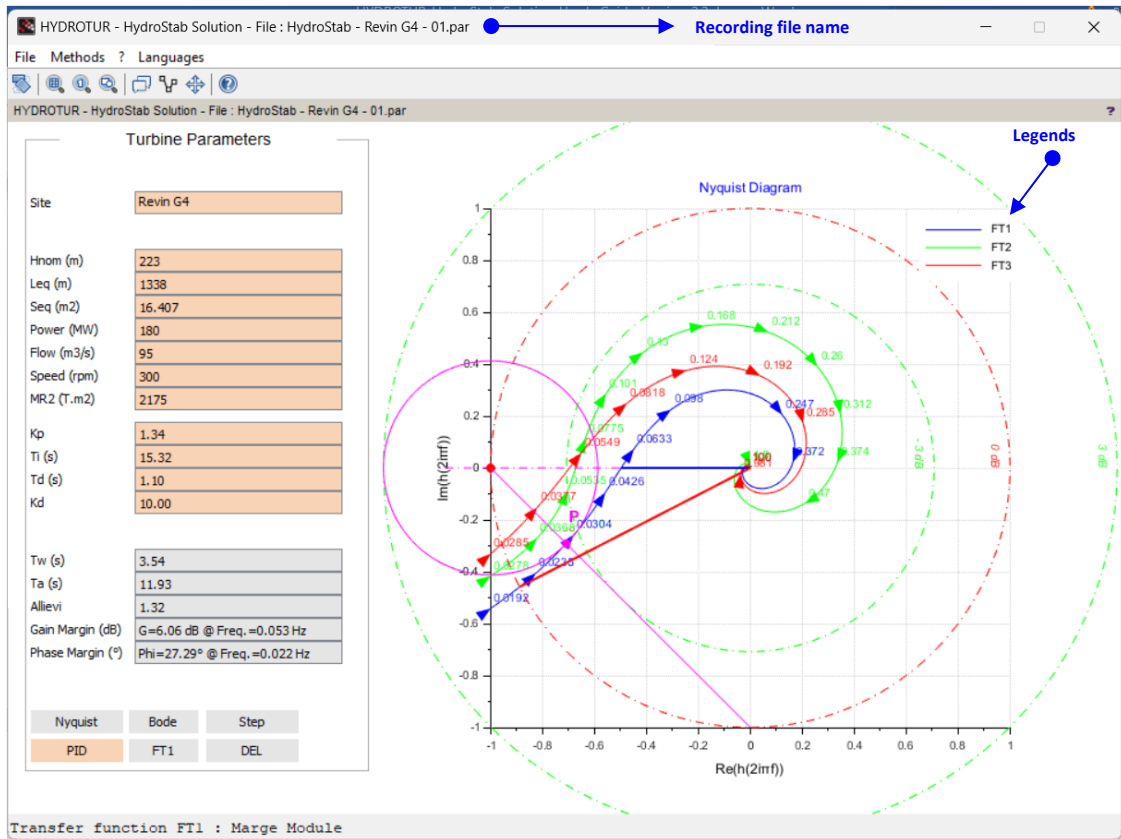 HYDROTUR - HydroStab Solution - File : HydroStab - Revin G4 - 01.par
Recording file name
File Methods ? Languages
HYDROTUR - HydroStab Solution - File : HydroStab - Revin G4 - 01.par
?
Turbine Parameters
Site Revin G4
Hnom (m) 223
Leq (m) 1338
Seq (m2) 16.407
Power (MW) 180
Flow (m3/s) 95
Speed (rpm) 300
MR2 (T.m2) 2175
Kp 1.34
Ti (s) 15.32
Td (s) 1.10
Kd 10.00
Tw (s) 3.54
Ta (s) 11.93
Allievi 1.32
Gain Margin (dB) G=6.06 dB @ Freq.=0.053 Hz
Phase Margin (°) Phi=27.29° @ Freq.=0.022 Hz
Nyquist Bode Step
PID FT1 DEL
Legends
Nyquist Diagram
FT1
FT2
FT3
1
0.8
0.6
0.4
0.2
0
-0.2
-0.4
-0.6
-0.8
-1
Im(h(2iπf))
0.168 0.212
0.13 0.26
0.124 0.192
0.101
0.0818 0.098 0.247 0.285 0.312
0.0775
0.0549 0.0633 0.372 0.374
0.0535 0.0426 0.47
0.0377
P
0.0368 0.0304
0.0285
0.0278
0.0192
100
-3 dB
0 dB
3 dB
-1 -0.8 -0.6 -0.4 -0.2 0 0.2 0.4 0.6 0.8 1
Re(h(2iπf))
Transfer function FT1 : Marge Module